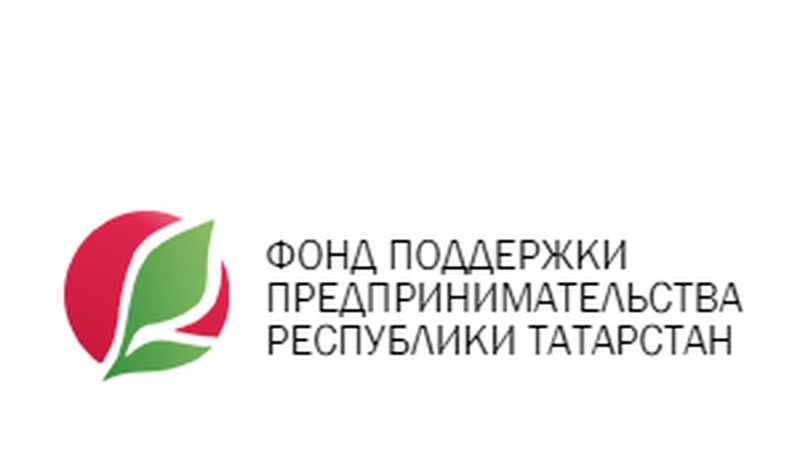 ФОНД ПОДДЕРЖКИ
ПРЕДПРИНИМАТЕЛЬСТВА
РЕСПУБЛИКИ ТАТАРСТАН